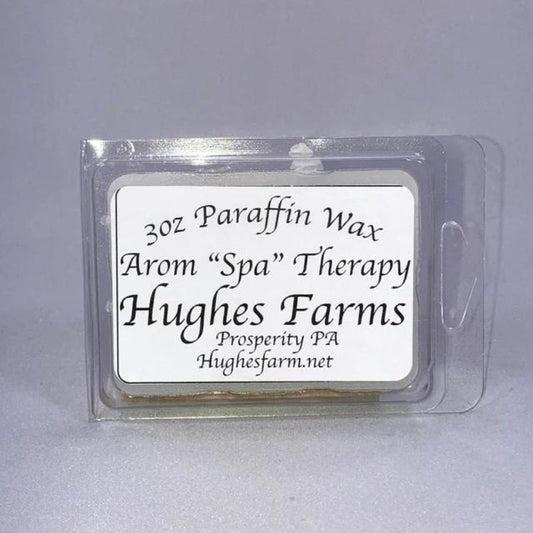 3oz Paraffin Wax
Arom “Spa” Therapy
Hughes Farms
Prosperity PA
Hughesfarm.net